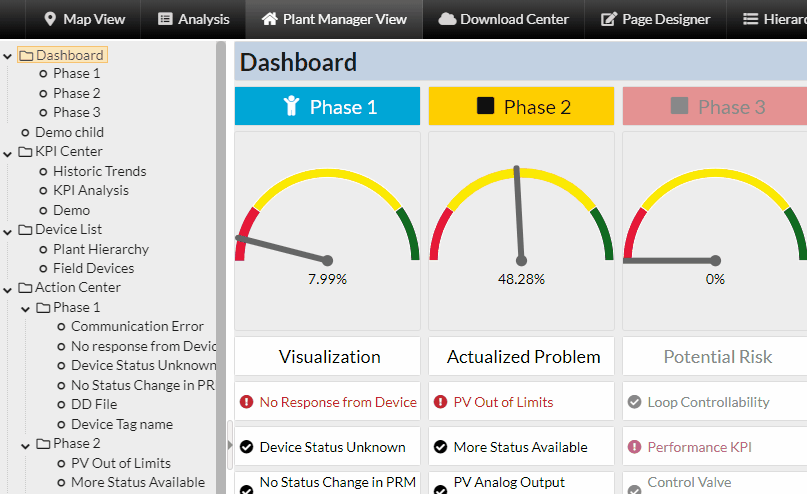 Map View
Analysis
Plant Manager View
Download Center
Page Designer
Dashboard
Phase 1
Phase 2
Phase 3
Demo child
KPI Center
Historic Trends
KPI Analysis
Demo
Device List
Plant Hierarchy
Field Devices
Action Center
Phase 1
Communication Error
No response from
Device Status Unknown
No Status Change in PR
DD File
Device Tag name
Phase 2
PV Out of Limits
More Status Available
Dashboard
Phase 1
Phase 2
Phase 3
7.99%
48.28%
0%
Visualization
Actualized Problem
Potential Risk
No Response from Device
PV Out of Limits
Loop Controllability
Device Status Unknown
More Status Available
Performance KPI
No Status Change in PRM
PV Analog Output
Control Valve